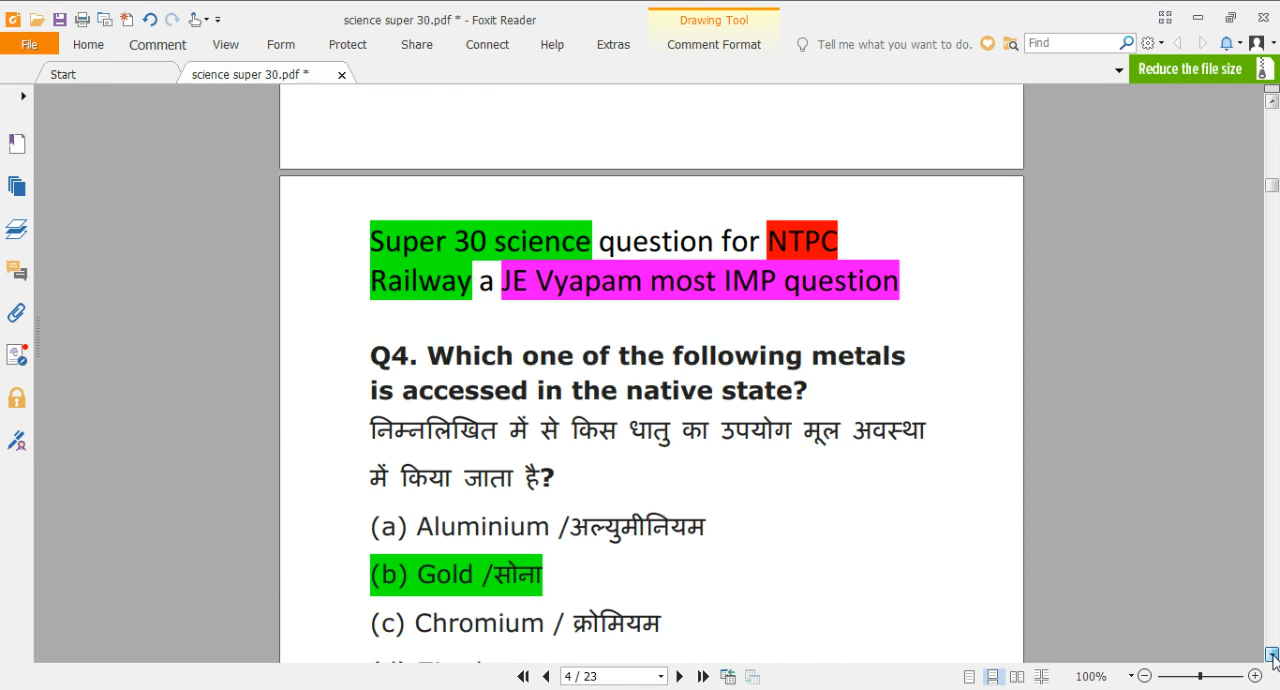 science super 30.pdf * - Foxit Reader
Drawing Tool
File Home Comment View Form Protect Share Connect Help Extras Comment Format Tell me what you want to do. Find
Start science super 30.pdf * x Reduce the file size
Super 30 science question for NTPC
Railway a JE Vyapam most IMP question
Q4. Which one of the following metals
is accessed in the native state?
निम्नलिखित में से किस धातु का उपयोग मूल अवस्था
में किया जाता है?
(a) Aluminium /अल्युमीनियम
(b) Gold /सोना
(c) Chromium / क्रोमियम
4 / 23 100%